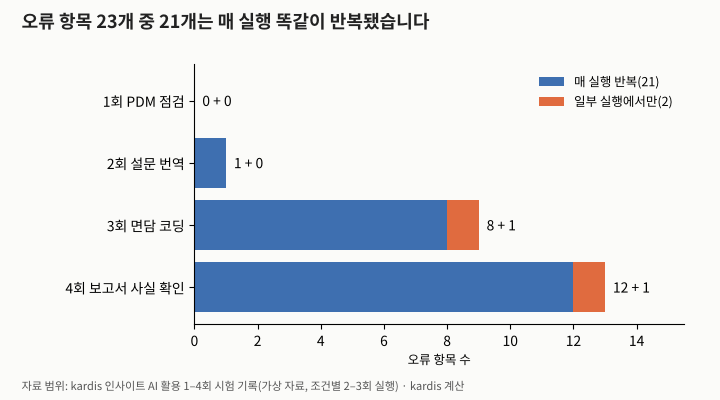 오류 항목 23개 중 21개는 매 실행 똑같이 반복됐습니다
매 실행 반복(21)
일부 실행에서만(2)
1회 PDM 점검
0 + 0
2회 설문 번역
1 + 0
3회 면담 코딩
8 + 1
4회 보고서 사실 확인
12 + 1
0 2 4 6 8 10 12 14
오류 항목 수
자료 범위: kardis 인사이트 AI 활용 1–4회 시험 기록(가상 자료, 조건별 2–3회 실행) · kardis 계산